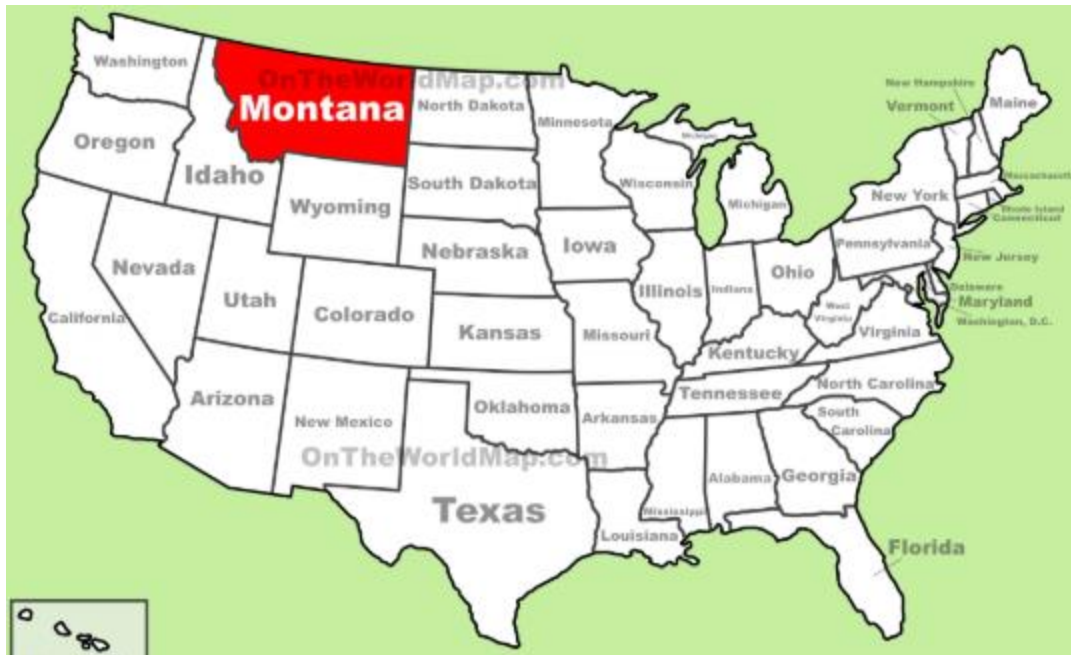 Washington
OnTheWorldMap.com
Montana
North Dakota
Minnesota
Michigan
New Hampshire
Vermont
Maine
Oregon
Idaho
South Dakota
Wisconsin
Michigan
Massachusett
New York
Rhode Island
Connecticut
Wyoming
Nebraska
Iowa
Pennsylvania
New Jersey
Nevada
Utah
Colorado
Illinois
Indiana
Ohio
Delaware
Maryland
Washington, D.C.
California
Kansas
Missouri
West
Virginia
Virginia
Kentucky
Arizona
New Mexico
Oklahoma
Arkansas
Tennessee
North Carolina
South
Carolina
OnTheWorldMap.com
Texas
Mississippi
Alabama
Georgia
Louisiana
Florida